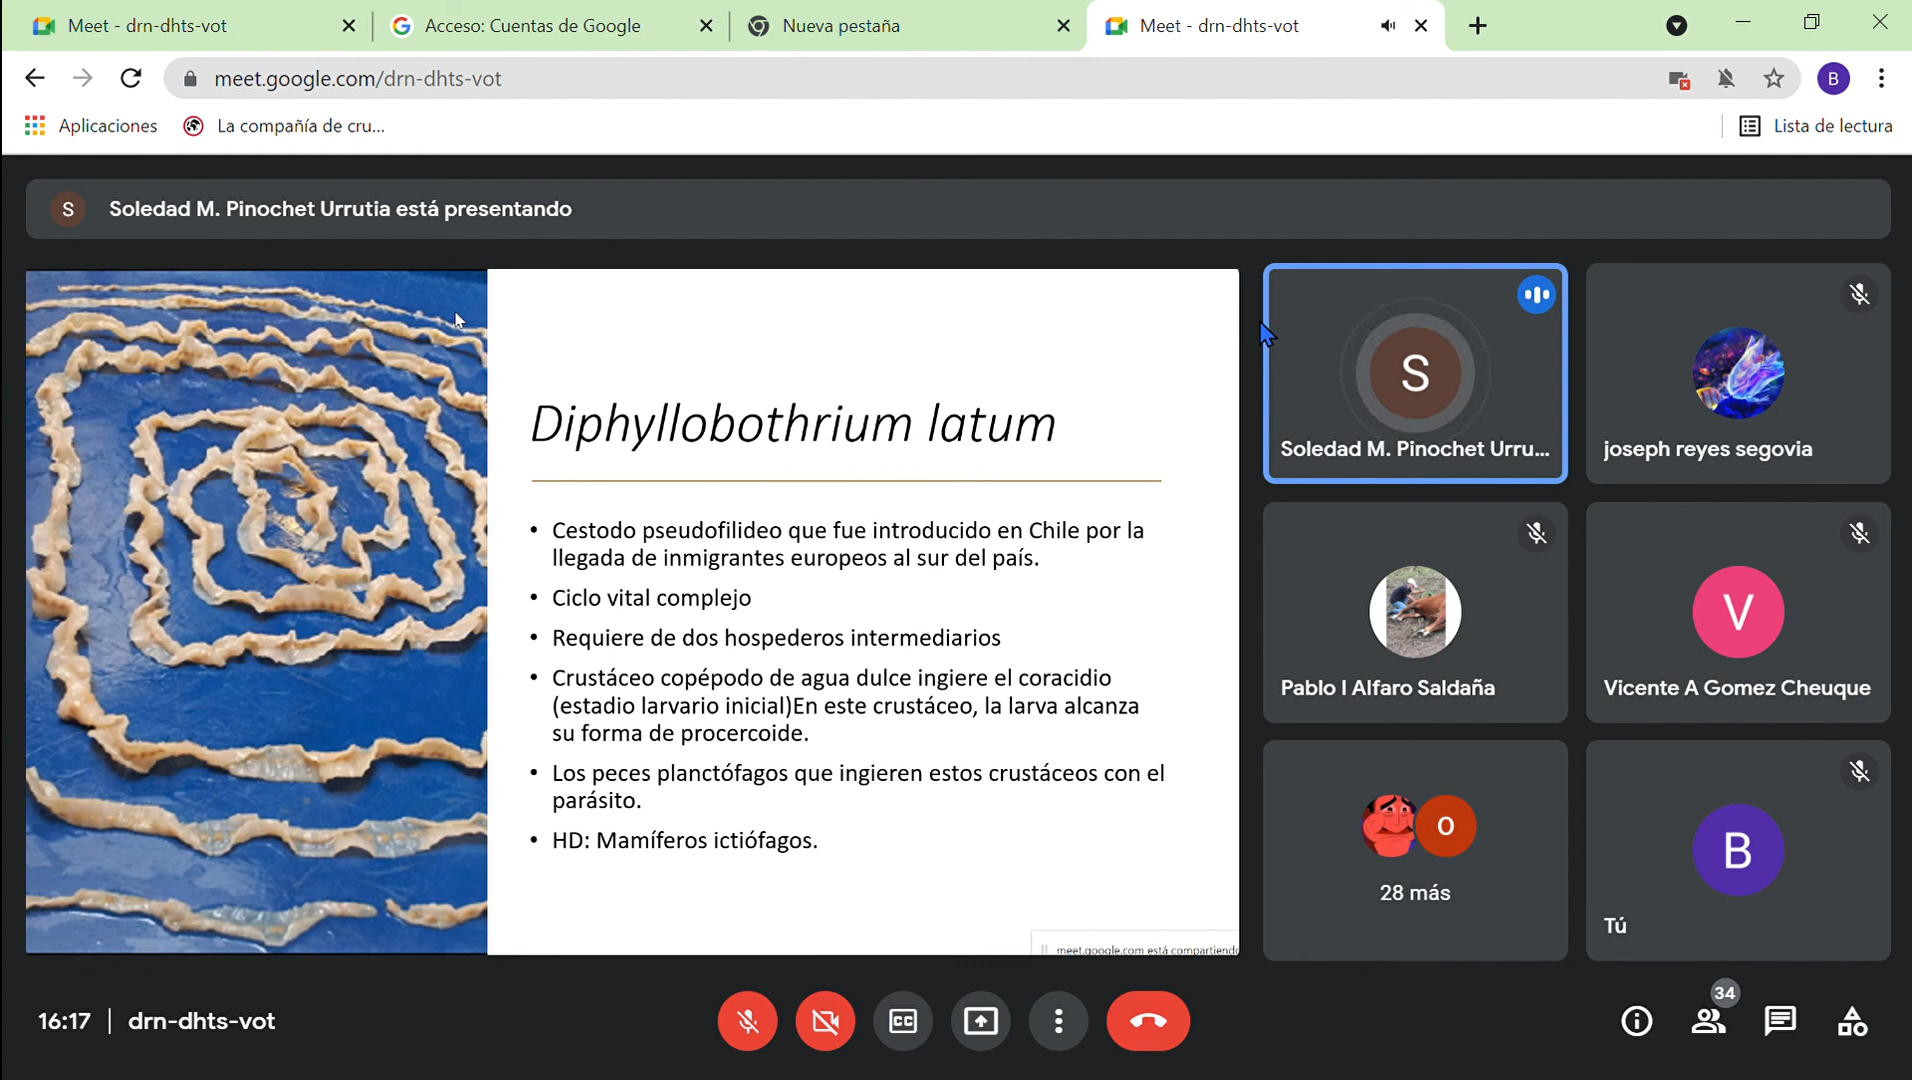 Meet - drn-dhts-vot
Acceso: Cuentas de Google
Nueva pestaña
Meet - drn-dhts-vot
meet.google.com/drn-dhts-vot
B
Aplicaciones
La compañía de cru...
Lista de lectura
S
Soledad M. Pinochet Urrutia está presentando
Diphyllobothrium latum
• Cestodo pseudofilideo que fue introducido en Chile por la
llegada de inmigrantes europeos al sur del país.
• Ciclo vital complejo
• Requiere de dos hospederos intermediarios
• Crustáceo copépodo de agua dulce ingiere el coracidio
(estadio larvario inicial)En este crustáceo, la larva alcanza
su forma de procercoide.
• Los peces planctófagos que ingieren estos crustáceos con el
parásito.
• HD: Mamíferos ictiófagos.
meet.google.com está compartiendo
S
Soledad M. Pinochet Urru...
joseph reyes segovia
Pablo I Alfaro Saldaña
V
Vicente A Gomez Cheuque
O
28 más
B
Tú
16:17
drn-dhts-vot
CC
34